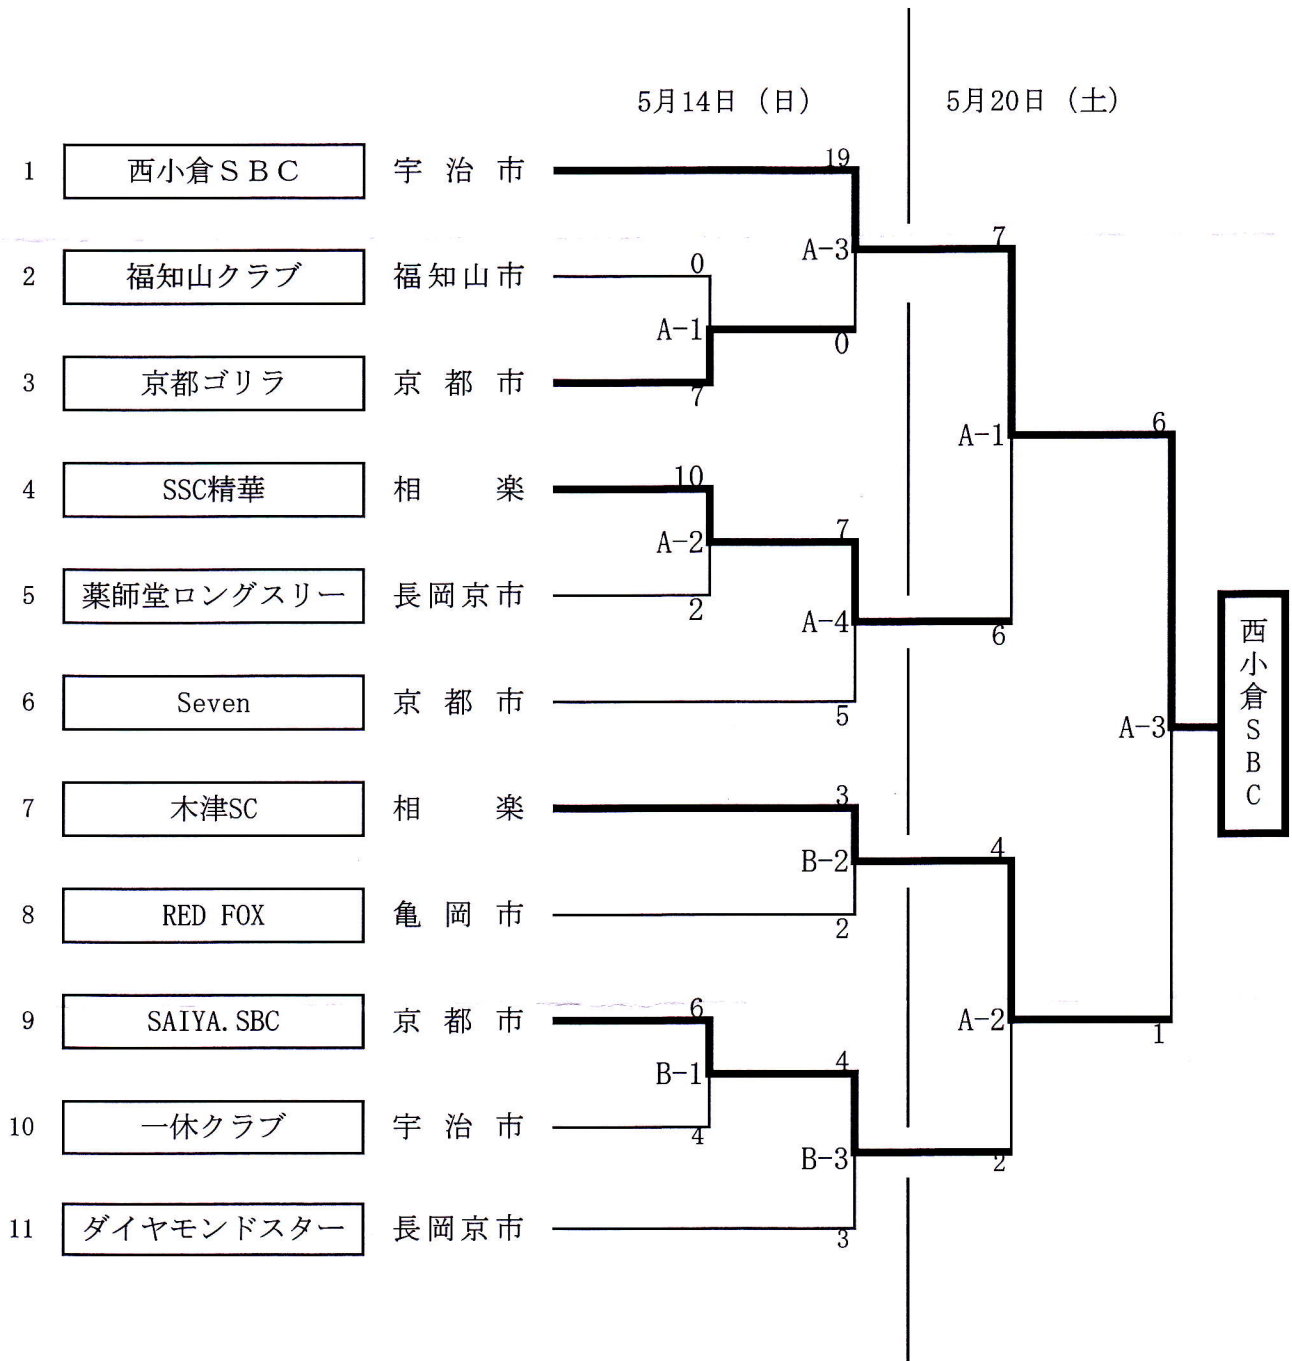 5月14日（日）
5月20日（土）
19
1 西小倉ＳＢＣ 宇治市
7
A-3
0
2 福知山クラブ 福知山市
A-1
0
3 京都ゴリラ 京都市
7
6
A-1
10
4 SSC精華 相楽
7
A-2
5 薬師堂ロングスリー 長岡京市
2
A-4
6
西小倉SBC
6 Seven 京都市
5
A-3
3
7 木津SC 相楽
4
B-2
8 RED FOX 亀岡市
2
6
9 SAIYA.SBC 京都市
A-2
1
4
B-1
10 一休クラブ 宇治市
4
B-3
2
11 ダイヤモンドスター 長岡京市
3